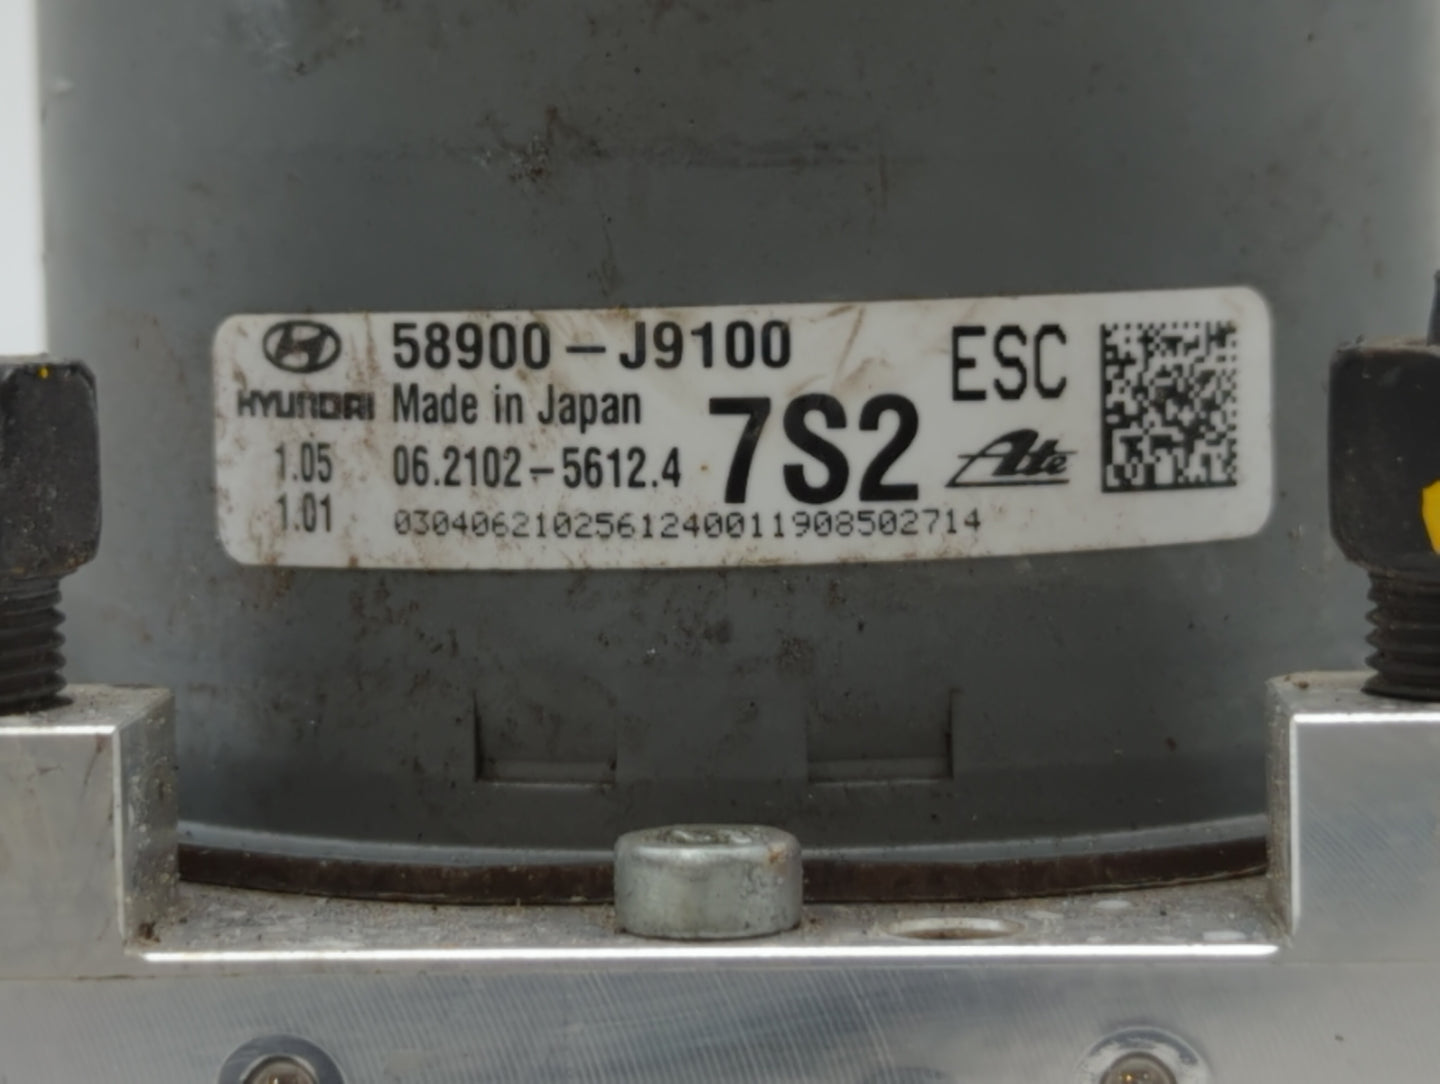 58900-J9100
HYUNDAI
Made in Japan
1.05
06.2102-5612.4
1.01
0304062102561240011908502714
7S2
ESC
Ate